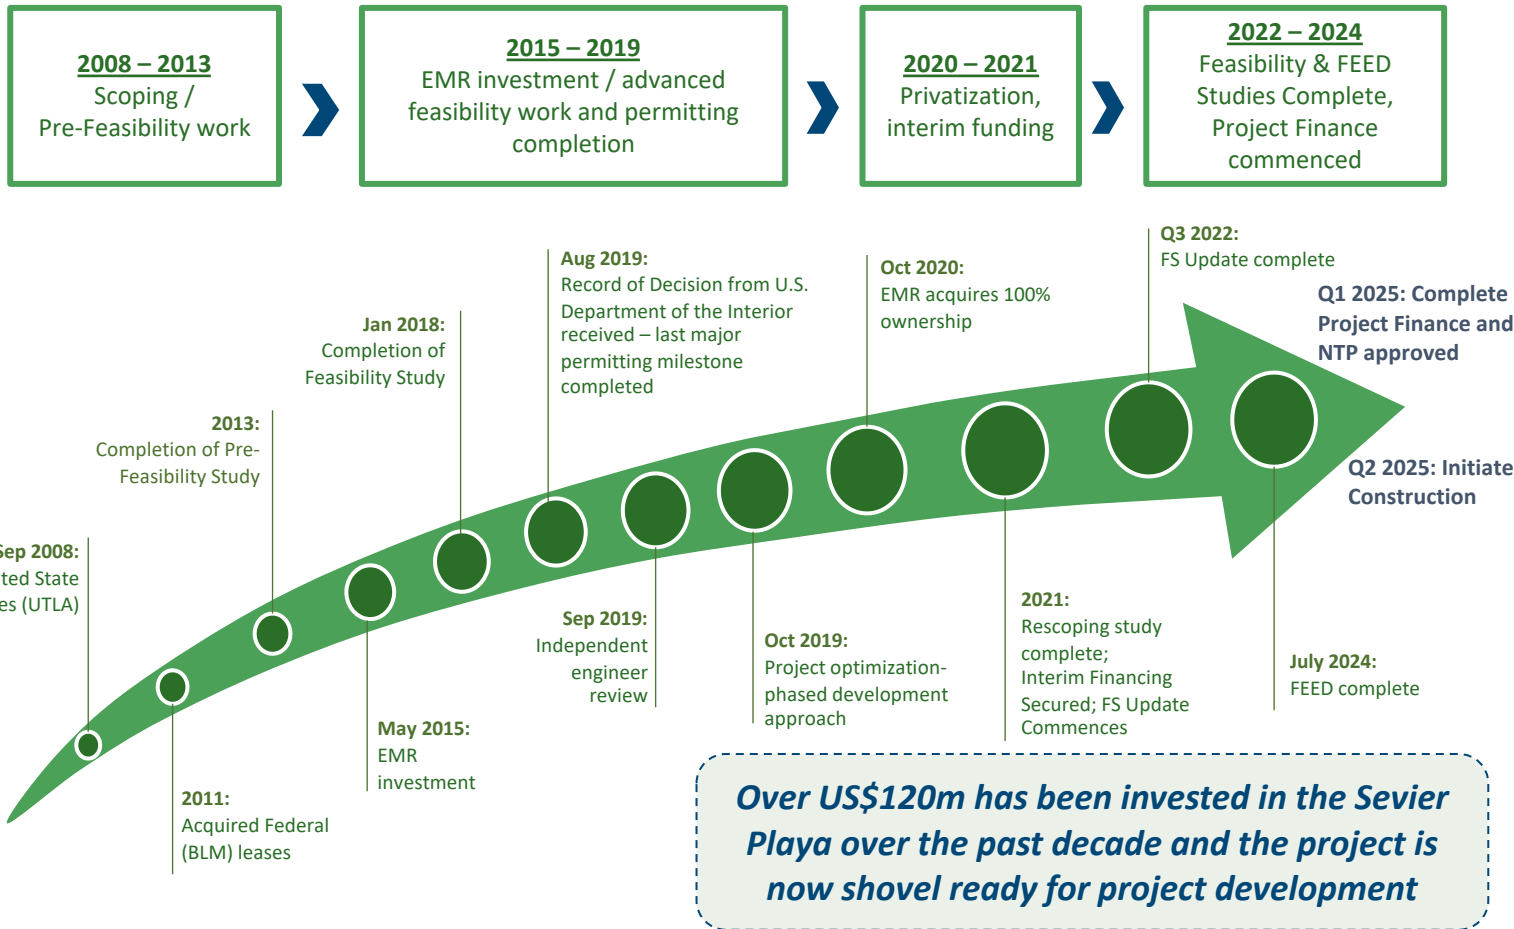 2008 – 2013
Scoping /
Pre-Feasibility work
2015 – 2019
EMR investment / advanced
feasibility work and permitting
completion
2020 – 2021
Privatization,
interim funding
2022 – 2024
Feasibility & FEED
Studies Complete,
Project Finance
commenced
Sep 2008:
State
(UTLA)
2011:
Acquired Federal
(BLM) leases
2013:
Completion of Pre-
Feasibility Study
May 2015:
EMR
investment
Jan 2018:
Completion of
Feasibility Study
Aug 2019:
Record of Decision from U.S.
Department of the Interior
received – last major
permitting milestone
completed
Sep 2019:
Independent
engineer
review
Oct 2019:
Project optimization-
phased development
approach
Oct 2020:
EMR acquires 100%
ownership
2021:
Rescoping study
complete;
Interim Financing
Secured; FS Update
Commences
Q3 2022:
FS Update complete
July 2024:
FEED complete
Q1 2025: Complete
Project Finance and
NTP approved
Q2 2025: Initiate
Construction
Over US$120m has been invested in the Sevier
Playa over the past decade and the project is
now shovel ready for project development